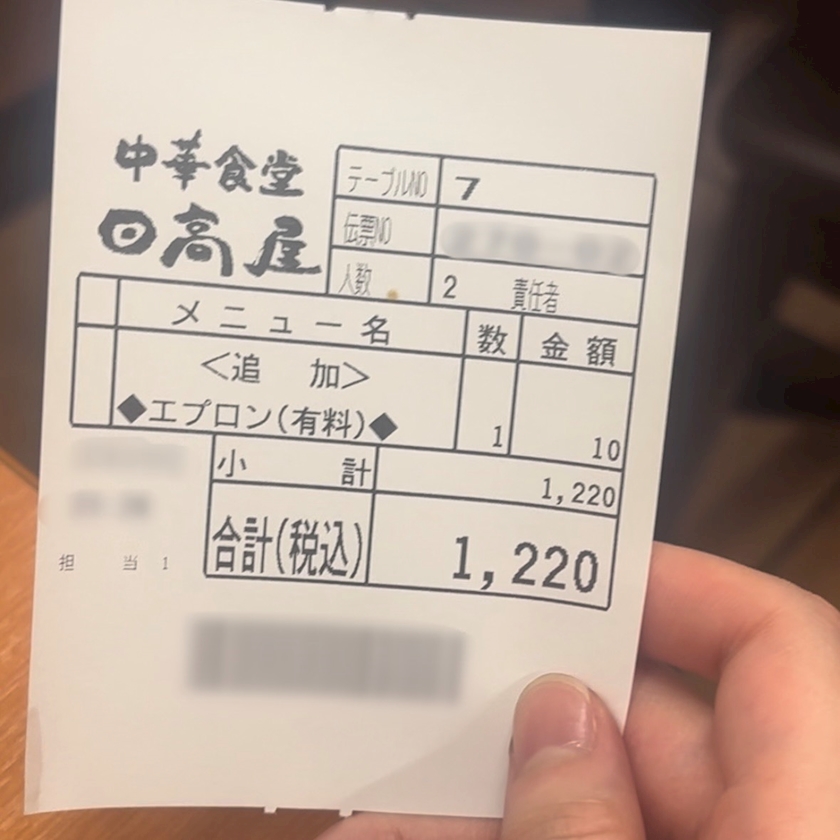 中華食堂
日高屋
テーブルNO 7
伝票NO
人数 2 責任者
メニュー名 数 金額
<追 加>
◆エプロン(有料)◆ 1 10
小 計 1,220
合計(税込) 1,220
担 当 1